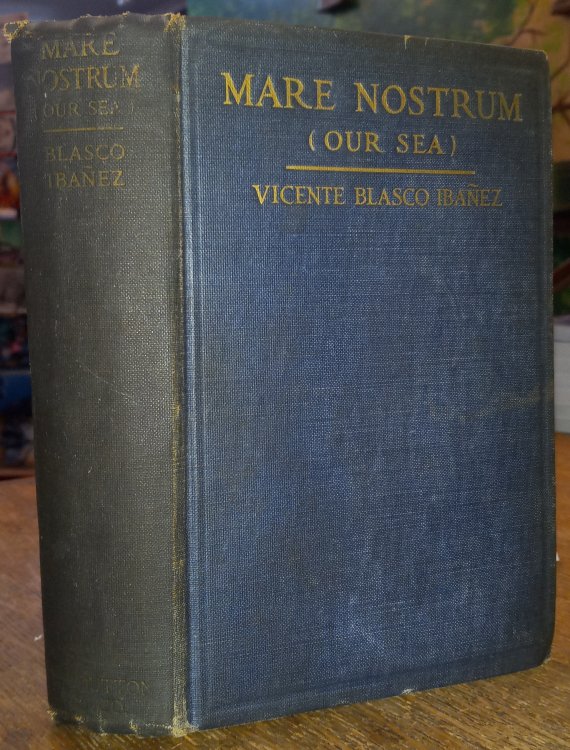 MARE
NOSTRUM
(OUR SEA)
BLASCO
IBAÑEZ
MARE NOSTRUM
(OUR SEA)
VICENTE BLASCO IBAÑEZ